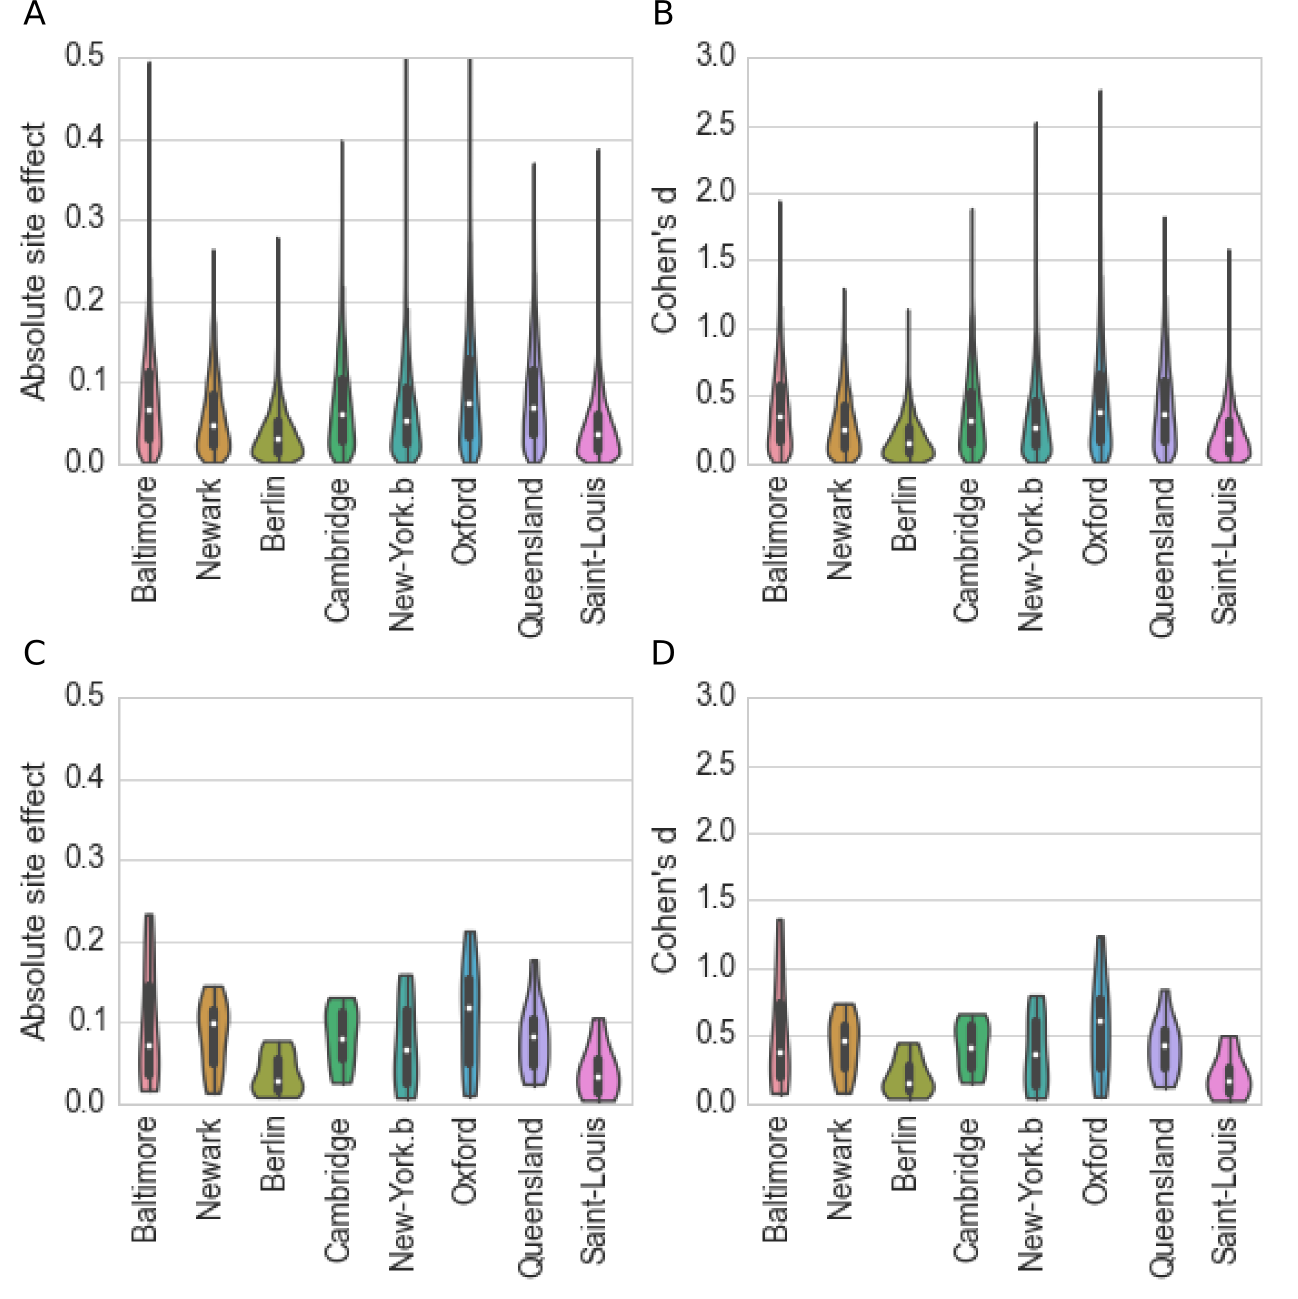 A
Absolute site effect
0.5
0.4
0.3
0.2
0.1
0.0
Baltimore
Newark
Berlin
Cambridge
New-York.b
Oxford
Queensland
Saint-Louis
B
Cohen's d
3.0
2.5
2.0
1.5
1.0
0.5
0.0
Baltimore
Newark
Berlin
Cambridge
New-York.b
Oxford
Queensland
Saint-Louis
C
Absolute site effect
0.5
0.4
0.3
0.2
0.1
0.0
Baltimore
Newark
Berlin
Cambridge
New-York.b
Oxford
Queensland
Saint-Louis
D
Cohen's d
3.0
2.5
2.0
1.5
1.0
0.5
0.0
Baltimore
Newark
Berlin
Cambridge
New-York.b
Oxford
Queensland
Saint-Louis